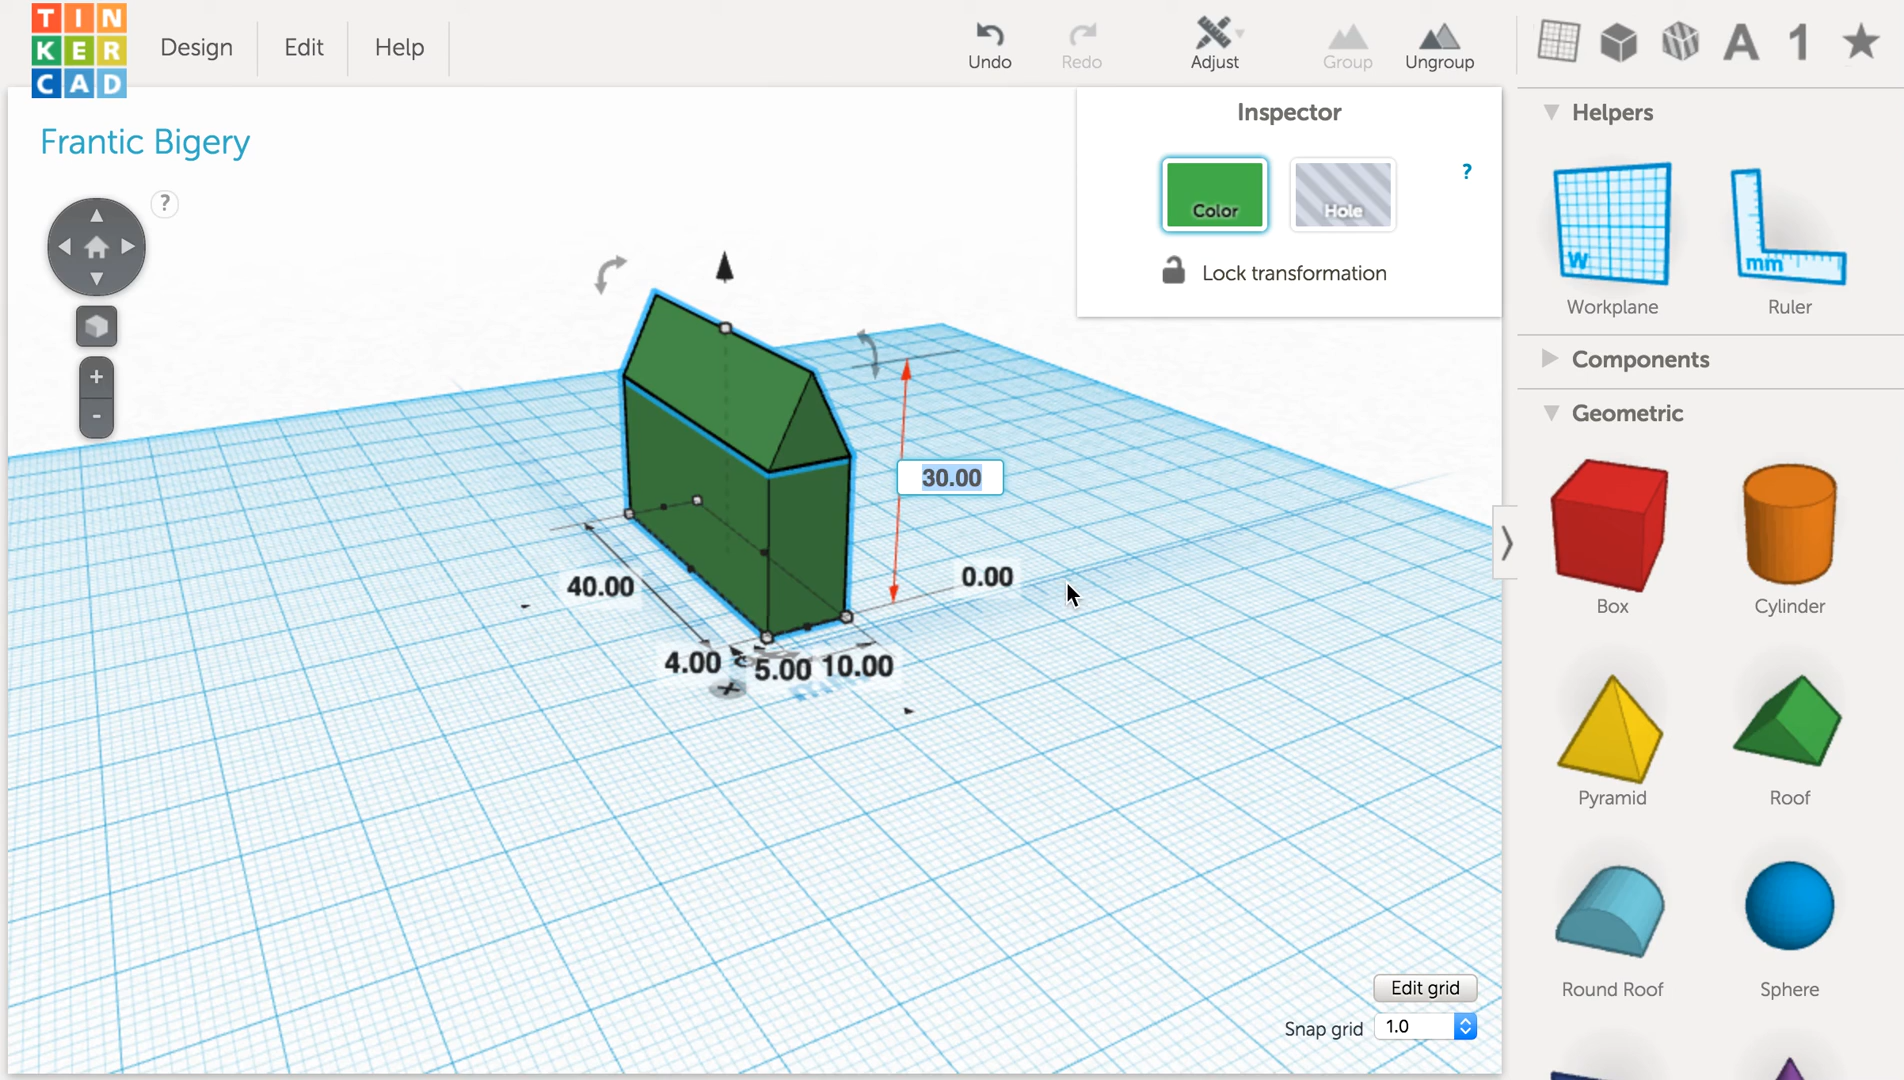 TIN
KER
CAD
Design
Edit
Help
Undo
Redo
Adjust
Group
Ungroup
A
1
Frantic Bigery
?
Inspector
Color
Hole
?
Lock transformation
Helpers
W
mm
Workplane
Ruler
Components
Geometric
Box
Cylinder
Pyramid
Roof
Round Roof
Sphere
+
-
30.00
0.00
40.00
4.00
5.00
10.00
Edit grid
Snap grid
1.0